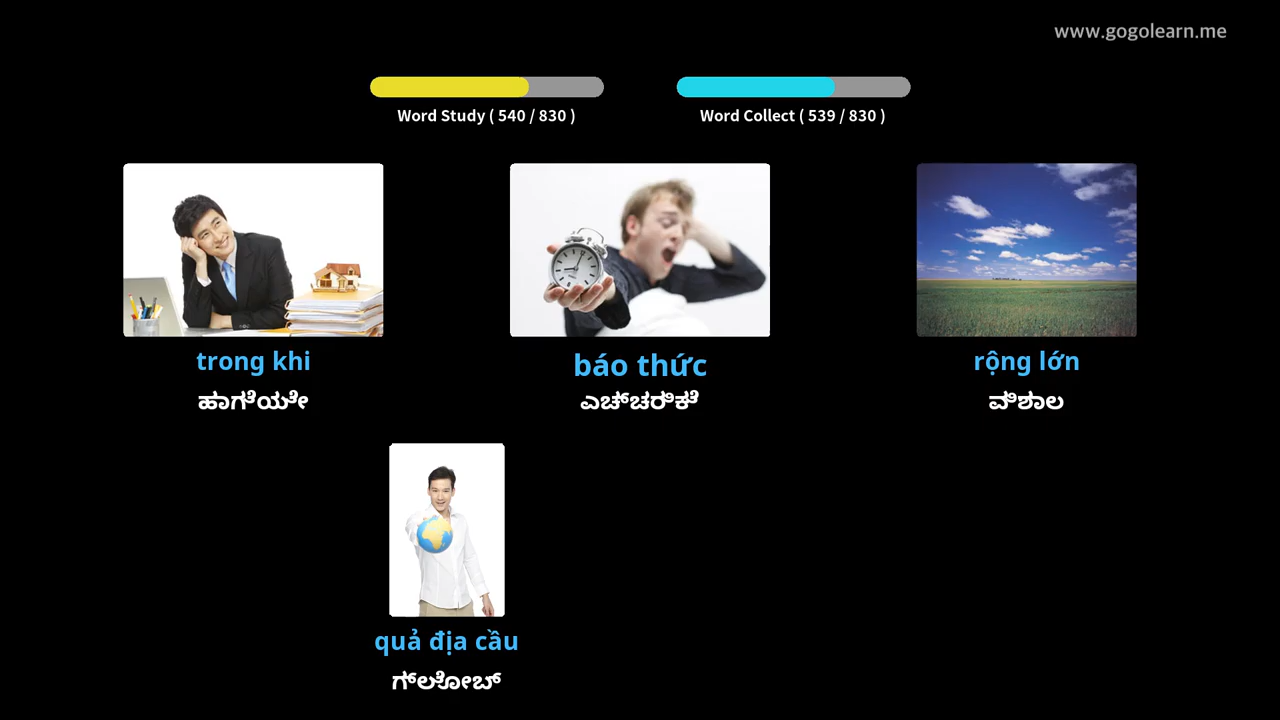 www.gogolearn.me
Word Study ( 540 / 830 )
Word Collect ( 539 / 830 )
trong khi
ಹಾಗೆಯೇ
báo thức
ಎಚ್ಚರಿಕೆ
rộng lớn
ವಿಶಾಲ
quả địa cầu
ಗ್ಲೋಬ್